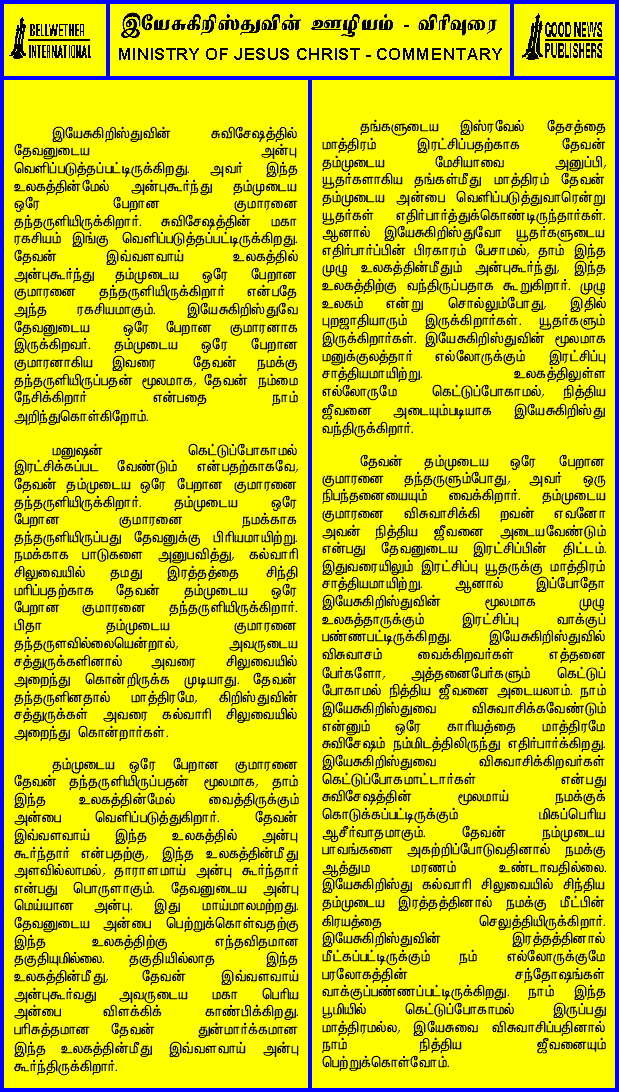 BELLWETHER
INTERNATIONAL
இயேசுகிறிஸ்துவின் ஊழியம் - விரிவுரை
MINISTRY OF JESUS CHRIST - COMMENTARY
GOOD NEWS
PUBLISHERS
இயேசுகிறிஸ்துவின் சுவிசேஷத்தில்
தேவனுடைய அன்பு
வெளிப்படுத்தப்பட்டிருக்கிறது. அவர் இந்த
உலகத்தின்மேல் அன்புகூர்ந்து தம்முடைய
ஒரே பேறான குமாரனை
தந்தருளியிருக்கிறார். சுவிசேஷத்தின் மகா
ரகசியம் இங்கு வெளிப்படுத்தப்பட்டிருக்கிறது.
தேவன் இவ்வளவாய் உலகத்தில்
அன்புகூர்ந்து தம்முடைய ஒரே பேறான
குமாரனை தந்தருளியிருக்கிறார் என்பதே
அந்த ரகசியமாகும். இயேசுகிறிஸ்துவே
தேவனுடைய ஒரே பேறான குமாரனாக
இருக்கிறவர். தம்முடைய ஒரே பேறான
குமாரனாகிய இவரை தேவன் நமக்கு
தந்தருளியிருப்பதன் மூலமாக, தேவன் நம்மை
நேசிக்கிறார் என்பதை நாம்
அறிந்துகொள்கிறோம்.
மனுஷன் கெட்டுப்போகாமல்
இரட்சிக்கப்பட வேண்டும் என்பதற்காகவே,
தேவன் தம்முடைய ஒரே பேறான குமாரனை
தந்தருளியிருக்கிறார். தம்முடைய ஒரே
பேறான குமாரனை நமக்காக
தந்தருளியிருப்பது தேவனுக்கு பிரியமாயிற்று.
நமக்காக பாடுகளை அனுபவித்து, கல்வாரி
சிலுவையில் தமது இரத்தத்தை சிந்தி
மரிப்பதற்காக தேவன் தம்முடைய ஒரே
பேறான குமாரனை தந்தருளியிருக்கிறார்.
பிதா தம்முடைய குமாரனை
தந்தருளவில்லையென்றால், அவருடைய
சத்துருக்களினால் அவரை சிலுவையில்
அறைந்து கொன்றிருக்க முடியாது. தேவன்
தந்தருளினதால் மாத்திரமே, கிறிஸ்துவின்
சத்துருக்கள் அவரை கல்வாரி சிலுவையில்
அறைந்து கொன்றார்கள்.
தம்முடைய ஒரே பேறான குமாரனை
தேவன் தந்தருளியிருப்பதன் மூலமாக, தாம்
இந்த உலகத்தின்மேல் வைத்திருக்கும்
அன்பை வெளிப்படுத்துகிறார். தேவன்
இவ்வளவாய் இந்த உலகத்தில் அன்பு
கூர்ந்தார் என்பதற்கு, இந்த உலகத்தின்மீது
அளவில்லாமல், தாராளமாய் அன்பு கூர்ந்தார்
என்பது பொருளாகும். தேவனுடைய அன்பு
மெய்யான அன்பு. இது மாய்மாலமற்றது.
தேவனுடைய அன்பை பெற்றுக்கொள்வதற்கு
இந்த உலகத்திற்கு எந்தவிதமான
தகுதியுமில்லை. தகுதியில்லாத இந்த
உலகத்தின்மீது, தேவன் இவ்வளவாய்
அன்புகூர்வது அவருடைய மகா பெரிய
அன்பை விளக்கிக் காண்பிக்கிறது.
பரிசுத்தமான தேவன் துன்மார்க்கமான
இந்த உலகத்தின்மீது இவ்வளவாய் அன்பு
கூர்ந்திருக்கிறார்.
தங்களுடைய இஸ்ரவேல் தேசத்தை
மாத்திரம் இரட்சிப்பதற்காக தேவன்
தம்முடைய மேசியாவை அனுப்பி,
யூதர்களாகிய தங்கள்மீது மாத்திரம் தேவன்
தம்முடைய அன்பை வெளிப்படுத்துவாரென்று
யூதர்கள் எதிர்பார்த்துக்கொண்டிருந்தார்கள்.
ஆனால் இயேசுகிறிஸ்துவோ யூதர்களுடைய
எதிர்பார்ப்பின் பிரகாரம் பேசாமல், தாம் இந்த
முழு உலகத்தின்மீதும் அன்புகூர்ந்து, இந்த
உலகத்திற்கு வந்திருப்பதாக கூறுகிறார். முழு
உலகம் என்று சொல்லும்போது, இதில்
புறஜாதியாரும் இருக்கிறார்கள். யூதர்களும்
இருக்கிறார்கள். இயேசுகிறிஸ்துவின் மூலமாக
மனுக்குலத்தார் எல்லோருக்கும் இரட்சிப்பு
சாத்தியமாயிற்று. உலகத்திலுள்ள
எல்லோருமே கெட்டுப்போகாமல், நித்திய
ஜீவனை அடையும்படியாக இயேசுகிறிஸ்து
வந்திருக்கிறார்.
தேவன் தம்முடைய ஒரே பேறான
குமாரனை தந்தருளும்போது, அவர் ஒரு
நிபந்தனையையும் வைக்கிறார். தம்முடைய
குமாரனை விசுவாசிக்கி றவன் எவனோ
அவன் நித்திய ஜீவனை அடையவேண்டும்
என்பது தேவனுடைய இரட்சிப்பின் திட்டம்.
இதுவரையிலும் இரட்சிப்பு யூதருக்கு மாத்திரம்
சாத்தியமாயிற்று. ஆனால் இப்போதோ
இயேசுகிறிஸ்துவின் மூலமாக முழு
உலகத்தாருக்கும் இரட்சிப்பு வாக்குப்
பண்ணபட்டிருக்கிறது. இயேசுகிறிஸ்துவில்
விசுவாசம் வைக்கிறவர்கள் எத்தனை
பேர்களோ, அத்தனைபேர்களும் கெட்டுப்
போகாமல் நித்திய ஜீவனை அடையலாம். நாம்
இயேசுகிறிஸ்துவை விசுவாசிக்கவேண்டும்
என்னும் ஒரே காரியத்தை மாத்திரமே
சுவிசேஷம் நம்மிடத்திலிருந்து எதிர்பார்க்கிறது.
இயேசுகிறிஸ்துவை விசுவாசிக்கிறவர்கள்
கெட்டுப்போகமாட்டார்கள் என்பது
சுவிசேஷத்தின் மூலமாய் நமக்குக்
கொடுக்கப்பட்டிருக்கும் மிகப்பெரிய
ஆசீர்வாதமாகும். தேவன் நம்முடைய
பாவங்களை அகற்றிப்போடுவதினால் நமக்கு
ஆத்தும மரணம் உண்டாவதில்லை.
இயேசுகிறிஸ்து கல்வாரி சிலுவையில் சிந்திய
தம்முடைய இரத்தத்தினால் நமக்கு மீட்பின்
கிரயத்தை செலுத்தியிருக்கிறார்.
இயேசுகிறிஸ்துவின் இரத்தத்தினால்
மீட்கப்பட்டிருக்கும் நம் எல்லோருக்குமே
பரலோகத்தின் சந்தோஷங்கள்
வாக்குப்பண்ணப்பட்டிருக்கிறது. நாம் இந்த
பூமியில் கெட்டுப்போகாமல் இருப்பது
மாத்திரமல்ல, இயேசுவை விசுவாசிப்பதினால்
நாம் நித்திய ஜீவனையும்
பெற்றுக்கொள்வோம்.